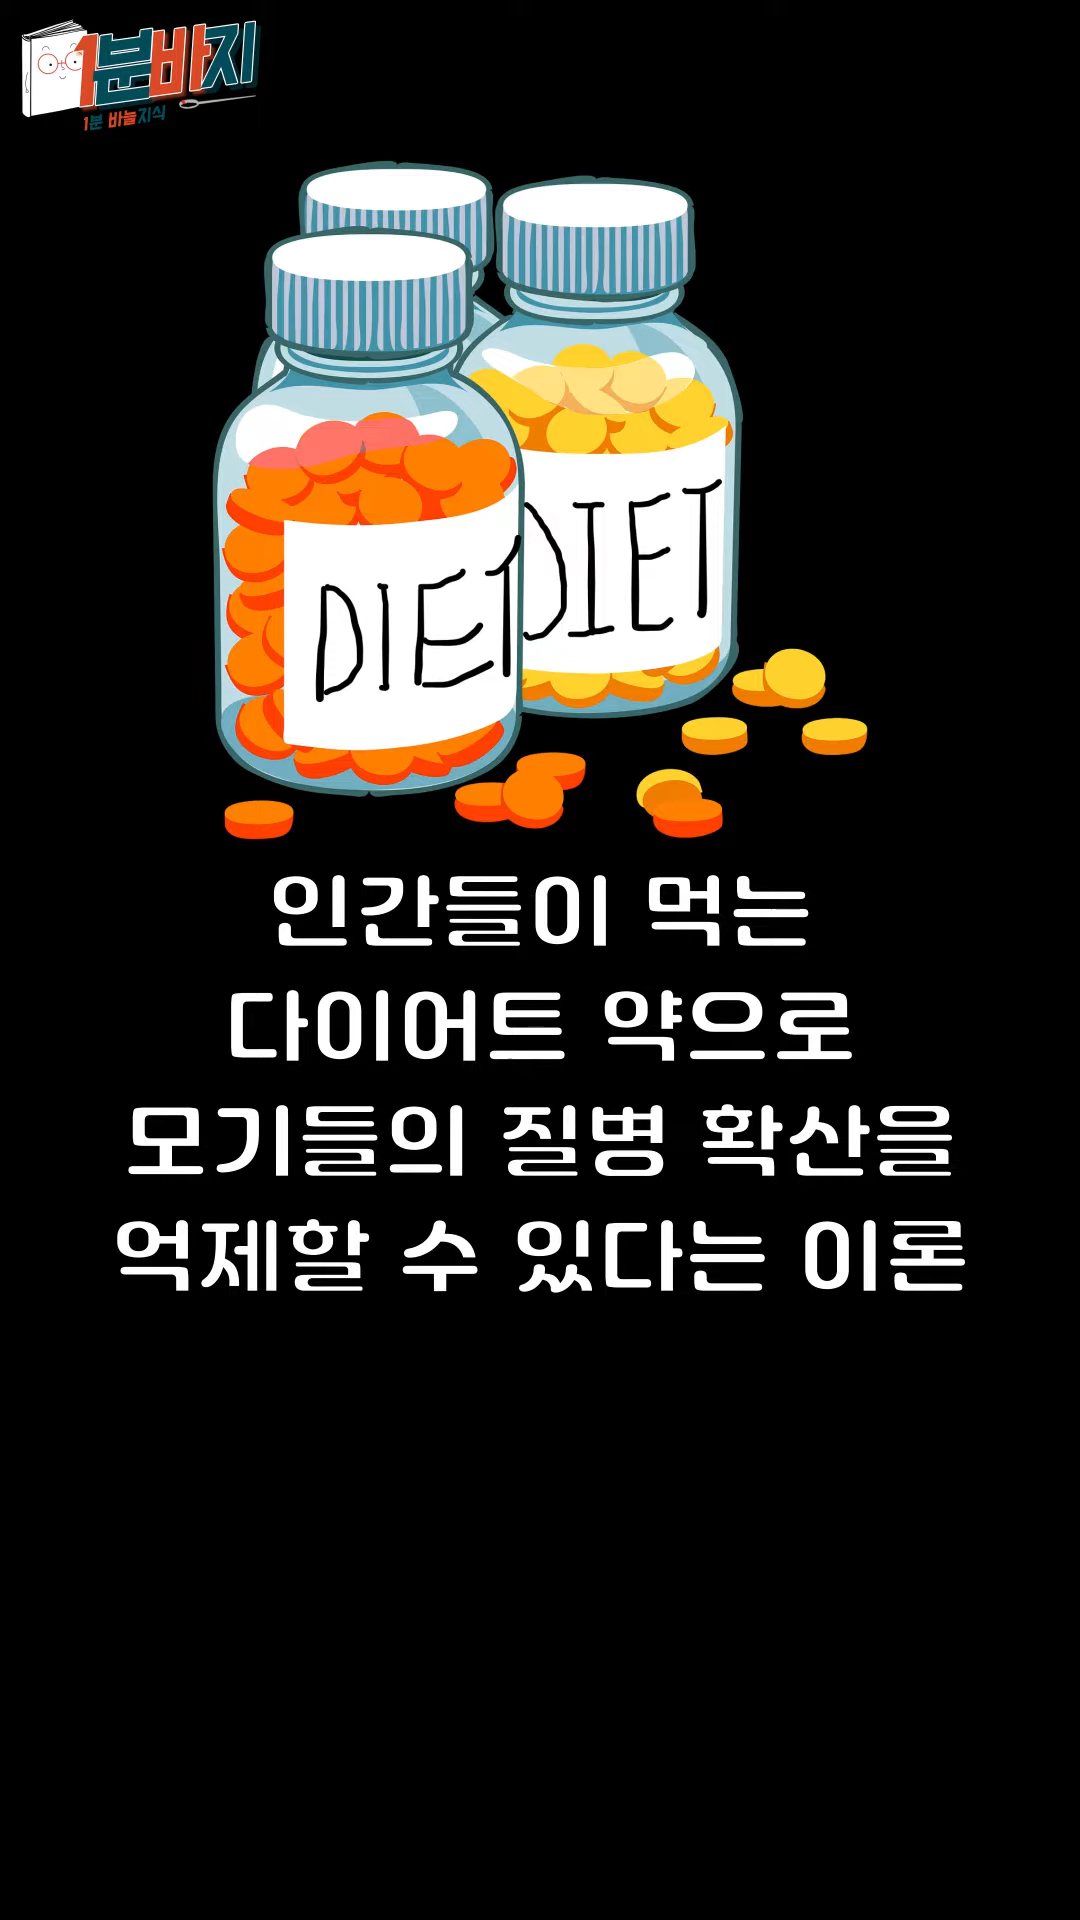 1분바지
1분 바늘지식
DIET
DIET
인간들이 먹는
다이어트 약으로
모기들의 질병 확산을
억제할 수 있다는 이론